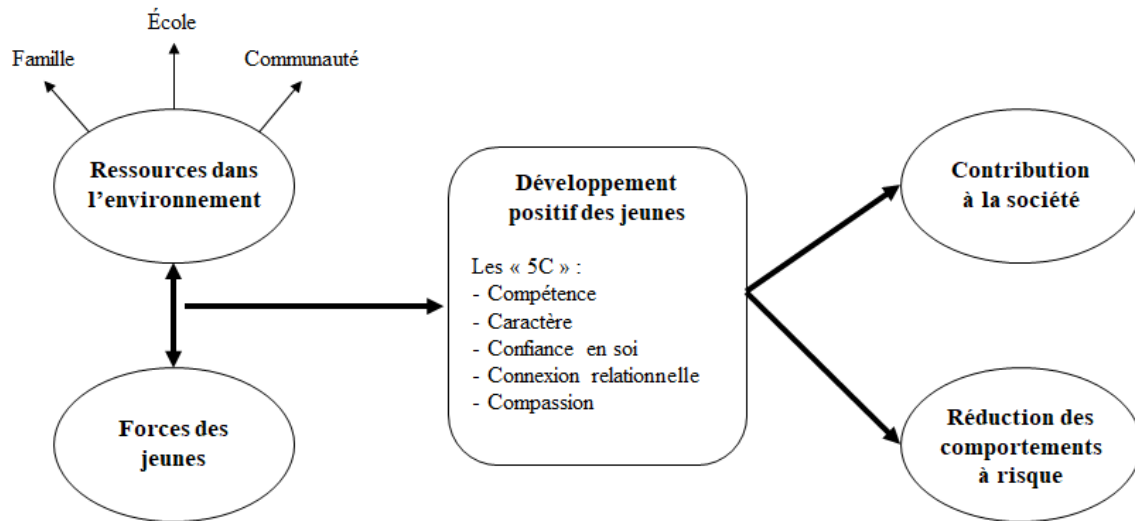 École
Famille
Communauté
Ressources dans
l'environnement
Forces des
jeunes
Développement
positif des jeunes
Les « 5C » :
- Compétence
- Caractère
- Confiance en soi
- Connexion relationnelle
- Compassion
Contribution
à la société
Réduction des
comportements
à risque